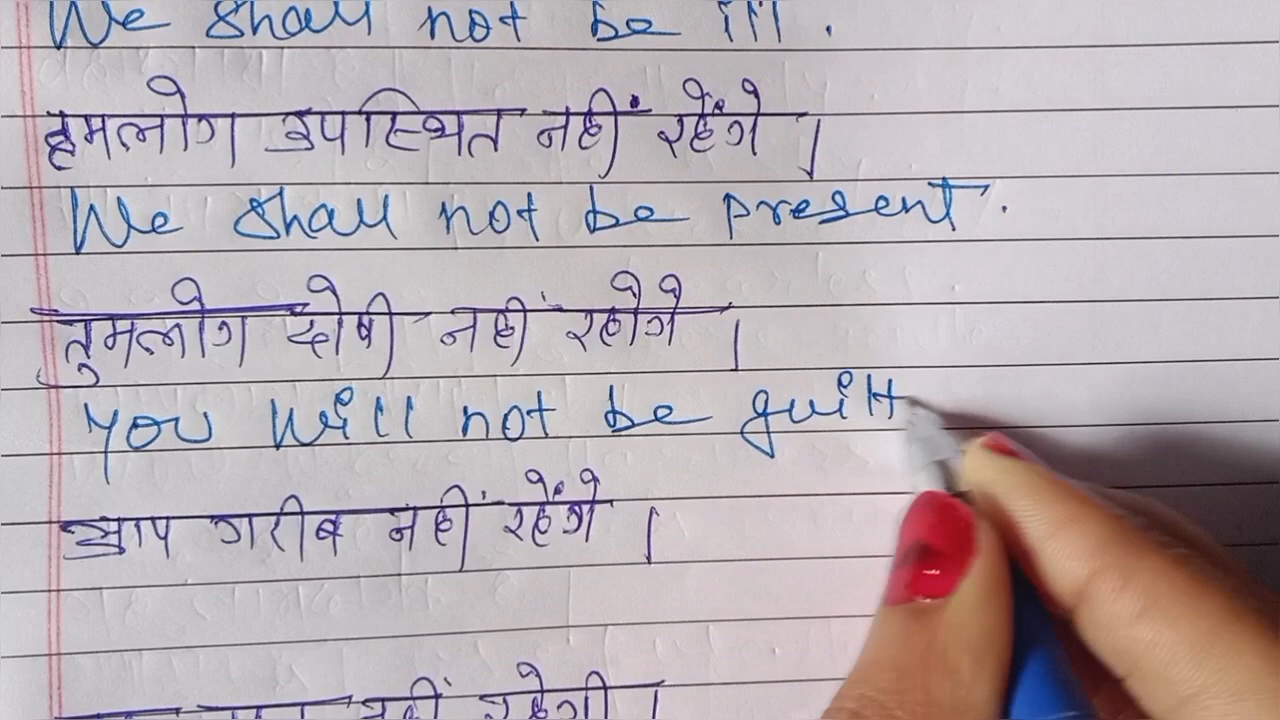 We shall not be ill.
हमलोग उपस्थित नहीं रहेंगे।
We shall not be present.
तुमलोग दोषी नहीं रहोगे।
You will not be guilt
आप गरीब नहीं रहेंगे।
नहीं रहेगी।